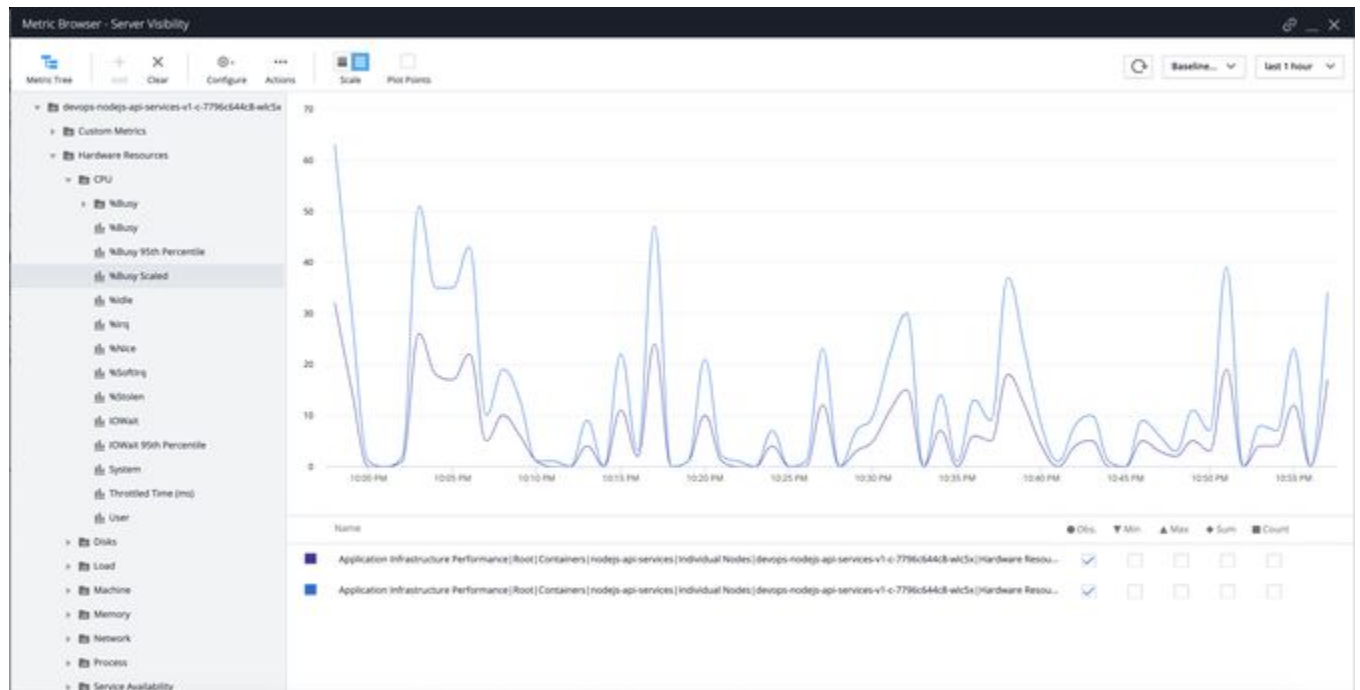 Metric Browser - Server Visibility
Metric Tree
Add
Clear
Configure
Actions
Scale
Plot Points
Baseline...
last 1 hour
devops-nodejs-api-services-v1-c-7796c644c8-wlc5x
Custom Metrics
Hardware Resources
CPU
%Busy
%Busy
%Busy 95th Percentile
%Busy Scaled
%Idle
%Irq
%Nice
%SoftIrq
%Stolen
IOWait
IOWait 95th Percentile
System
Throttled Time (ms)
User
Disks
Load
Machine
Memory
Network
Process
Service Availability
70
60
50
40
30
20
10
0
10:00 PM
10:05 PM
10:10 PM
10:15 PM
10:20 PM
10:25 PM
10:30 PM
10:35 PM
10:40 PM
10:45 PM
10:50 PM
10:55 PM
Name
Obs.
Min
Max
Sum
Count
Application Infrastructure Performance|Root|Containers|nodejs-api-services|Individual Nodes|devops-nodejs-api-services-v1-c-7796c644c8-wlc5x|Hardware Resou...
Application Infrastructure Performance|Root|Containers|nodejs-api-services|Individual Nodes|devops-nodejs-api-services-v1-c-7796c644c8-wlc5x|Hardware Resou...